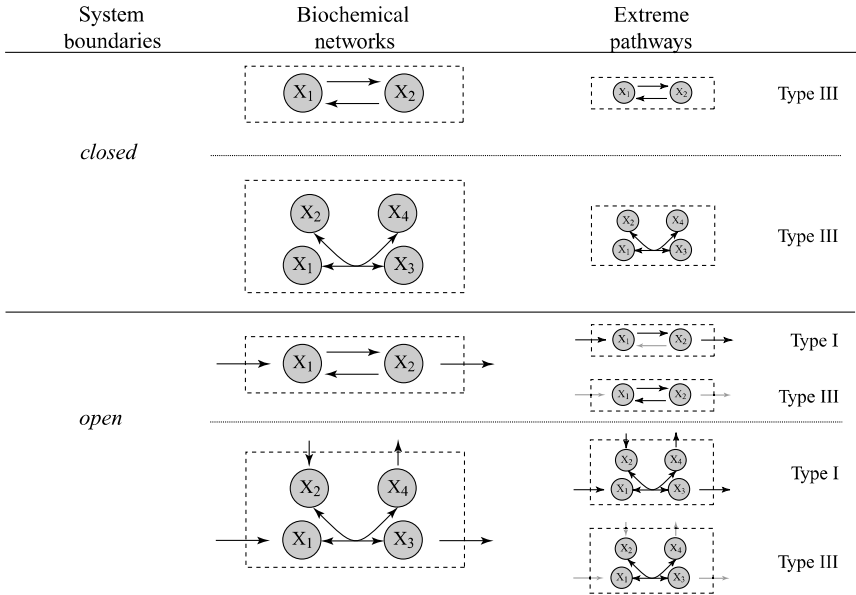 System boundaries
Biochemical networks
Extreme pathways
closed
X₁ X₂
X₁ X₂
Type III
X₂ X₄
X₁ X₃
X₂ X₄
X₁ X₃
Type III
open
X₁ X₂
X₁ X₂
Type I
X₁ X₂
Type III
X₂ X₄
X₁ X₃
X₂ X₄
X₁ X₃
Type I
X₂ X₄
X₁ X₃
Type III